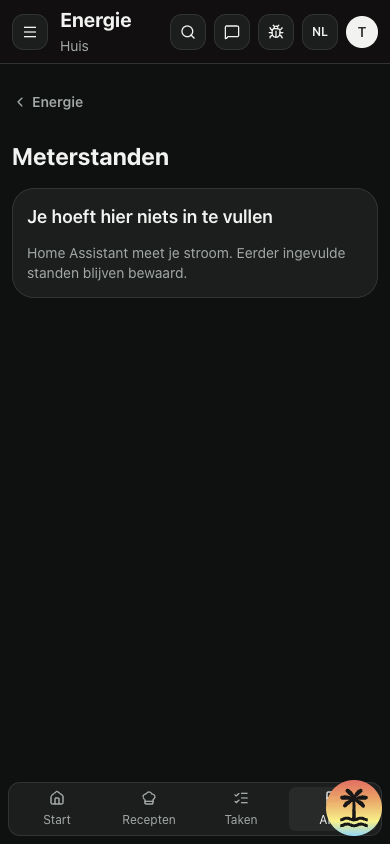 Energie
Huis
NL
T
Energie
Meterstanden
Je hoeft hier niets in te vullen
Home Assistant meet je stroom. Eerder ingevulde
standen blijven bewaard.
Start
Recepten
Taken